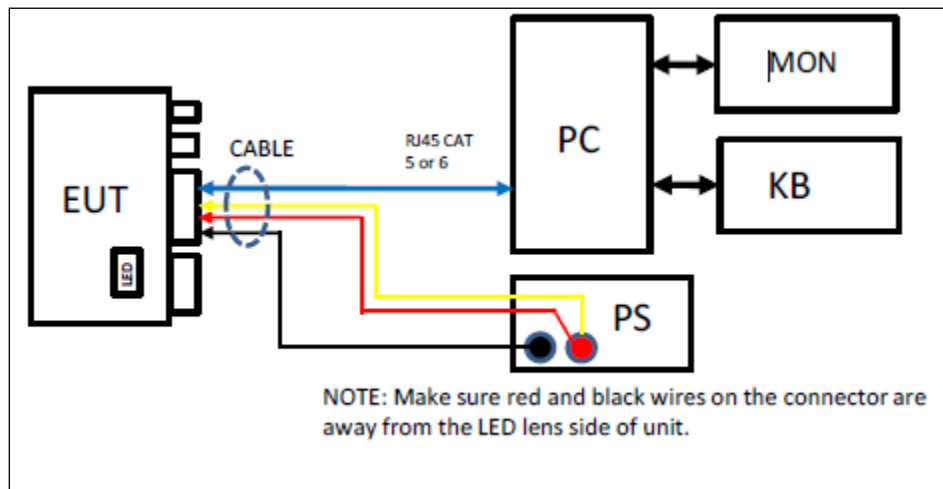 MON
PC
RJ45 CAT
5 or 6
CABLE
KB
EUT
LED
PS
NOTE: Make sure red and black wires on the connector are
away from the LED lens side of unit.